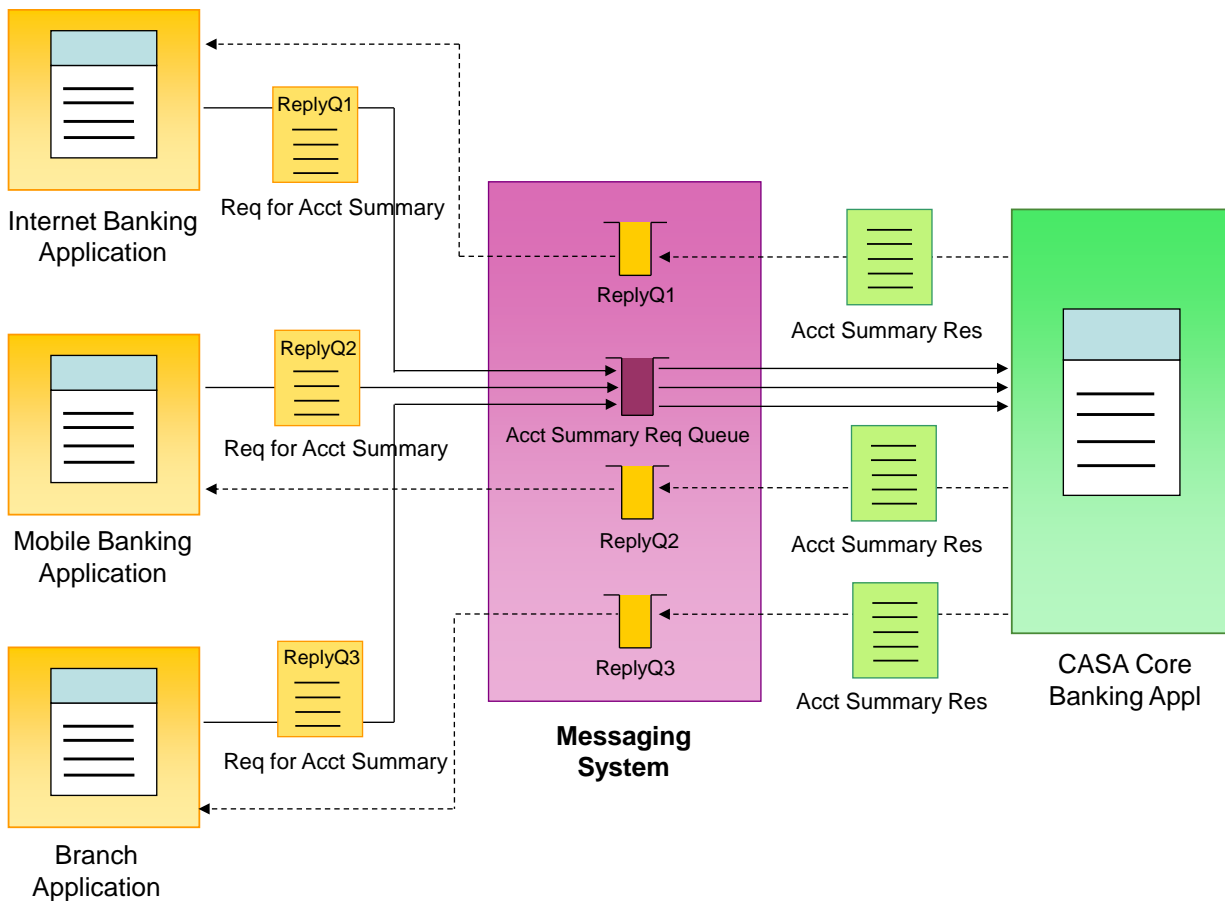 ReplyQ1
Req for Acct Summary
Internet Banking
Application
ReplyQ1
Acct Summary Res
ReplyQ2
Req for Acct Summary
Acct Summary Req Queue
Mobile Banking
Application
ReplyQ2
Acct Summary Res
ReplyQ3
Req for Acct Summary
ReplyQ3
Acct Summary Res
CASA Core
Banking Appl
Messaging
System
Branch
Application